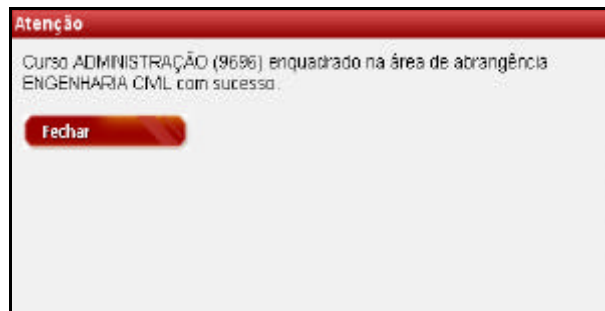 Atenção
Curso ADMINISTRAÇÃO (9696) enquadrado na área de abrangência
ENGENHARIA CIVIL com sucesso.
Fechar